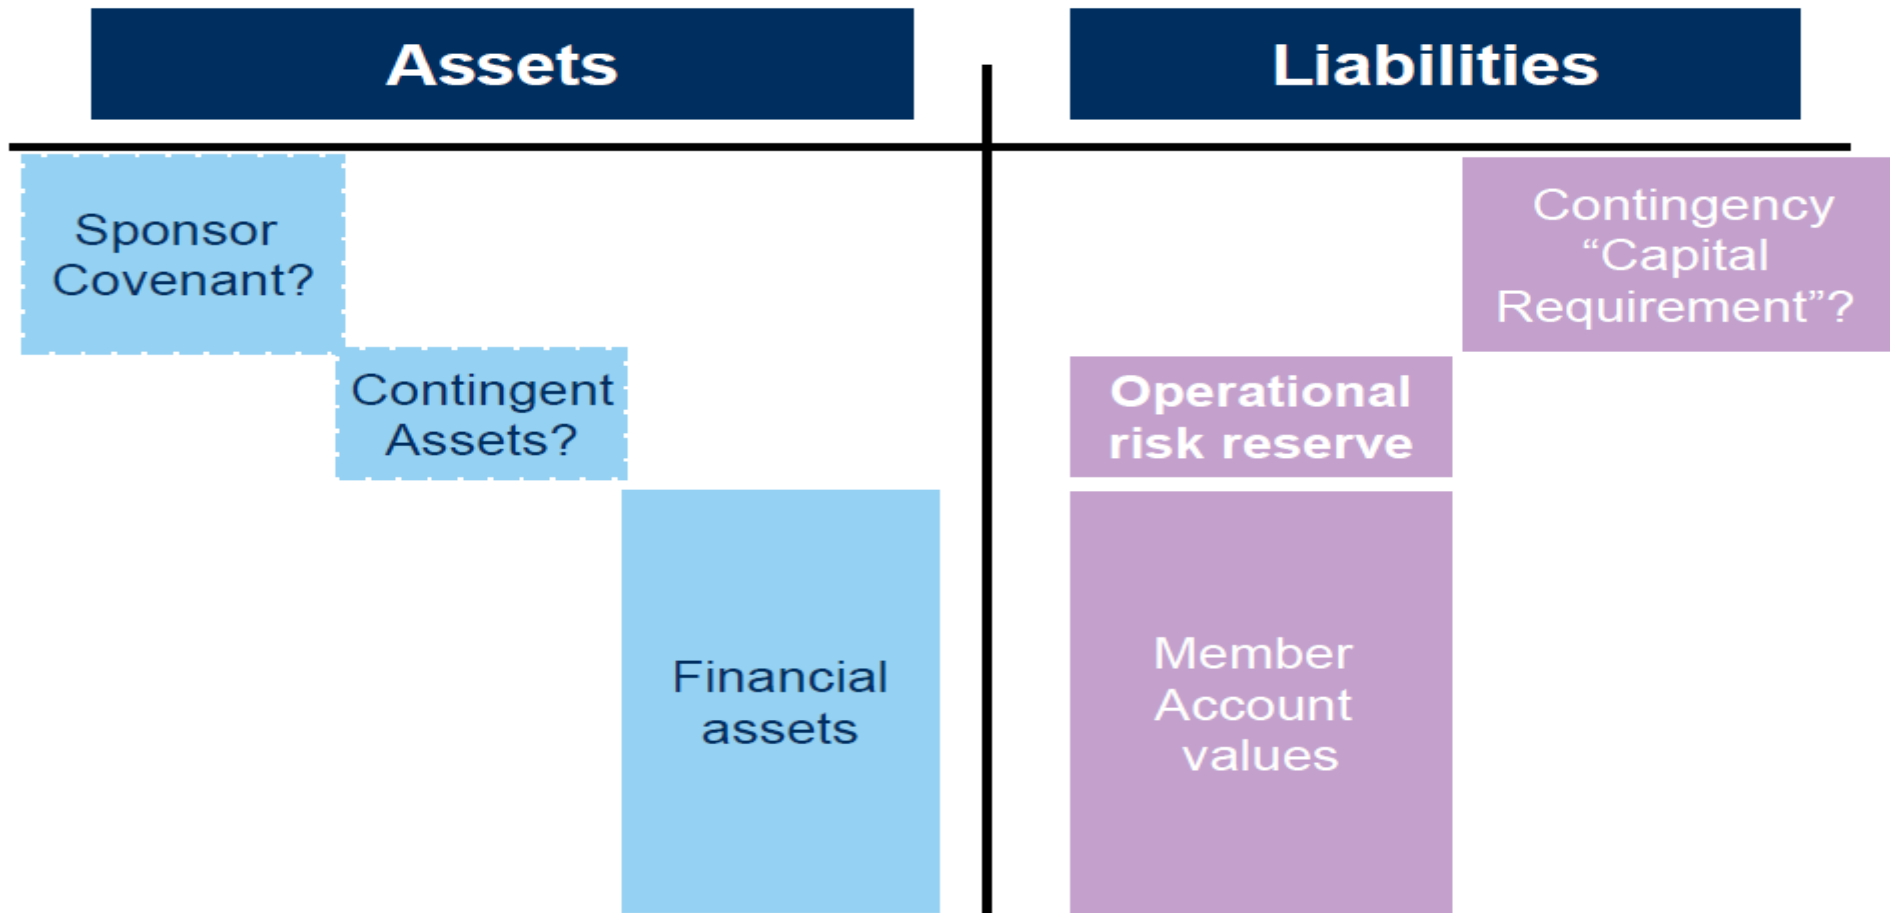 Assets
Liabilities
Sponsor
Covenant?
Contingent
Assets?
Financial
assets
Contingency
“Capital
Requirement”?
Operational
risk reserve
Member
Account
values